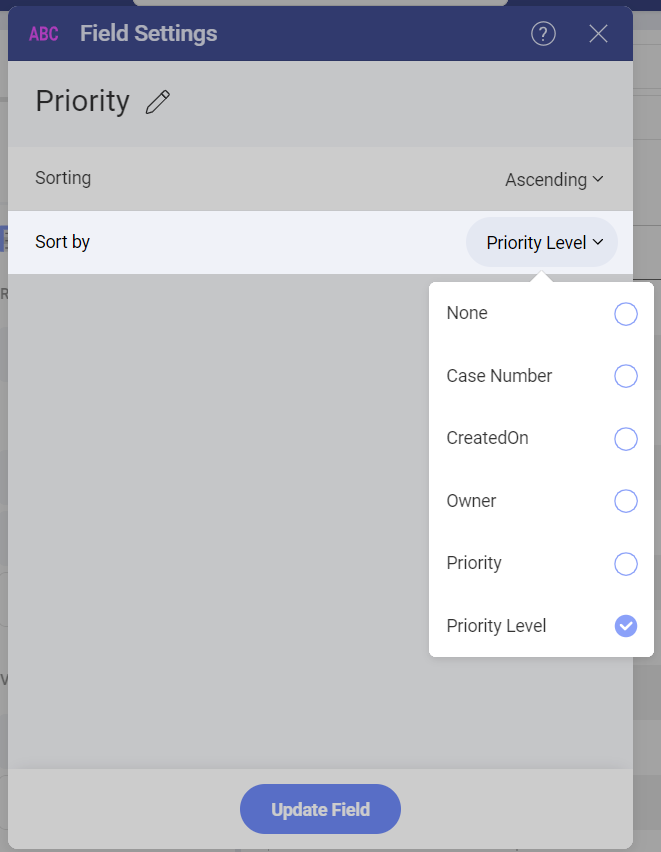 ABC Field Settings ?
Priority
Sorting Ascending
Sort by Priority Level
None
Case Number
CreatedOn
Owner
Priority
Priority Level
R
V
Update Field